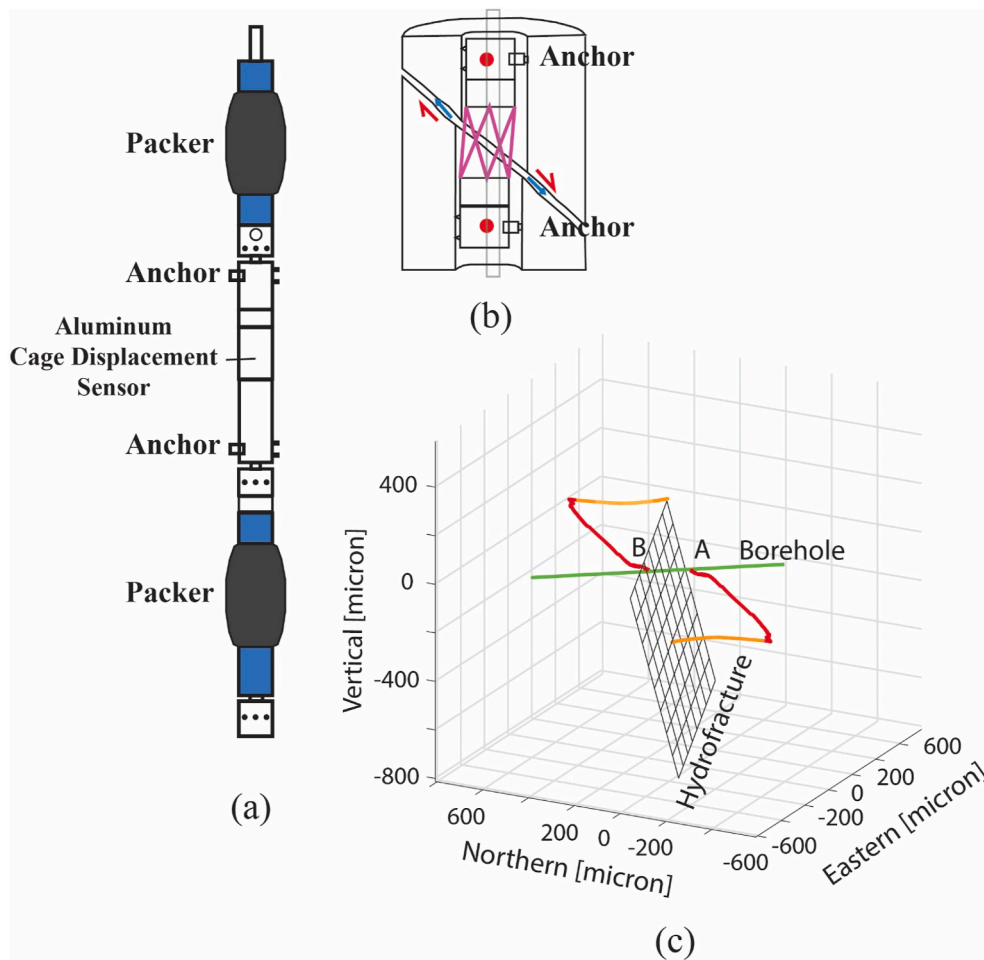 Packer
Anchor
Aluminum
Cage Displacement
Sensor
Anchor
Packer
(a)
Anchor
Anchor
(b)
400
0
-400
-800
Vertical [micron]
B
A
Borehole
Hydrofracture
600
200
0
-200
-600
Northern [micron]
600
200
0
-200
-600
Eastern [micron]
(c)